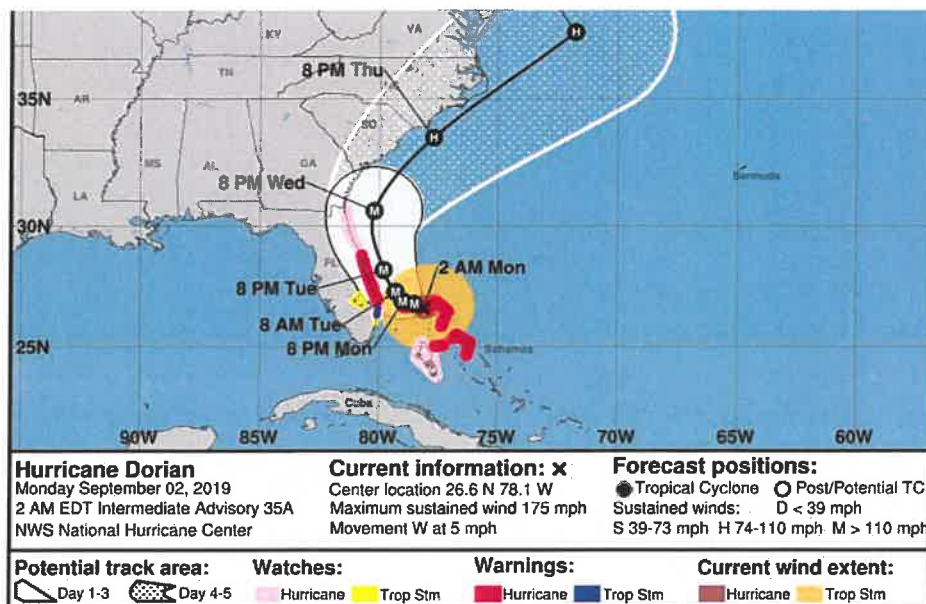 KY
VA
8 PM Thu
H
TN
35N
AR
SC
H
MS
AL
GA
8 PM Wed
LA
Bermuda
M
30N
FL
M
2 AM Mon
8 PM Tue
M
M
M
8 AM Tue
8 PM Mon
25N
Bahamas
Cuba
90W
85W
80W
75W
70W
65W
60W
Hurricane Dorian
Monday September 02, 2019
2 AM EDT Intermediate Advisory 35A
NWS National Hurricane Center
Current information: x
Center location 26.6 N 78.1 W
Maximum sustained wind 175 mph
Movement W at 5 mph
Forecast positions:
Tropical Cyclone Post/Potential TC
Sustained winds: D < 39 mph
S 39-73 mph H 74-110 mph M > 110 mph
Potential track area:
Day 1-3 Day 4-5
Watches:
Hurricane Trop Stm
Warnings:
Hurricane Trop Stm
Current wind extent:
Hurricane Trop Stm